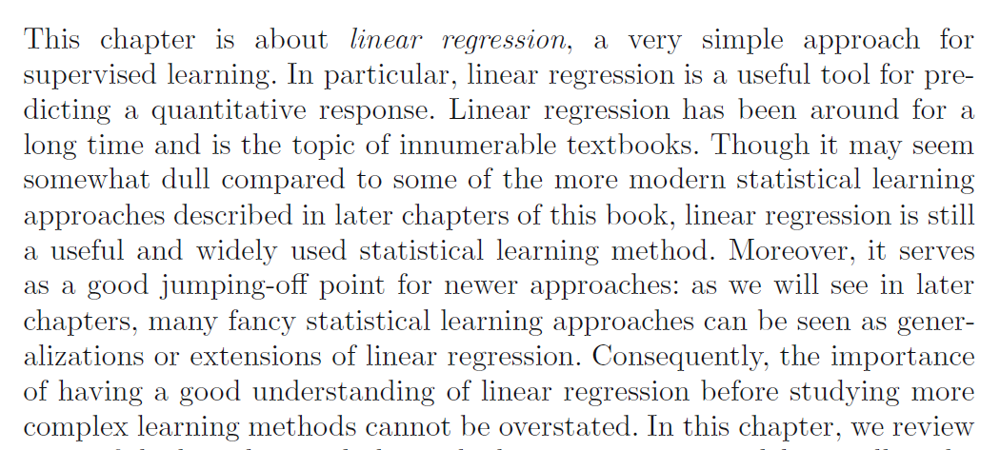 This chapter is about linear regression, a very simple approach for
supervised learning. In particular, linear regression is a useful tool for pre-
dicting a quantitative response. Linear regression has been around for a
long time and is the topic of innumerable textbooks. Though it may seem
somewhat dull compared to some of the more modern statistical learning
approaches described in later chapters of this book, linear regression is still
a useful and widely used statistical learning method. Moreover, it serves
as a good jumping-off point for newer approaches: as we will see in later
chapters, many fancy statistical learning approaches can be seen as gener-
alizations or extensions of linear regression. Consequently, the importance
of having a good understanding of linear regression before studying more
complex learning methods cannot be overstated. In this chapter, we review